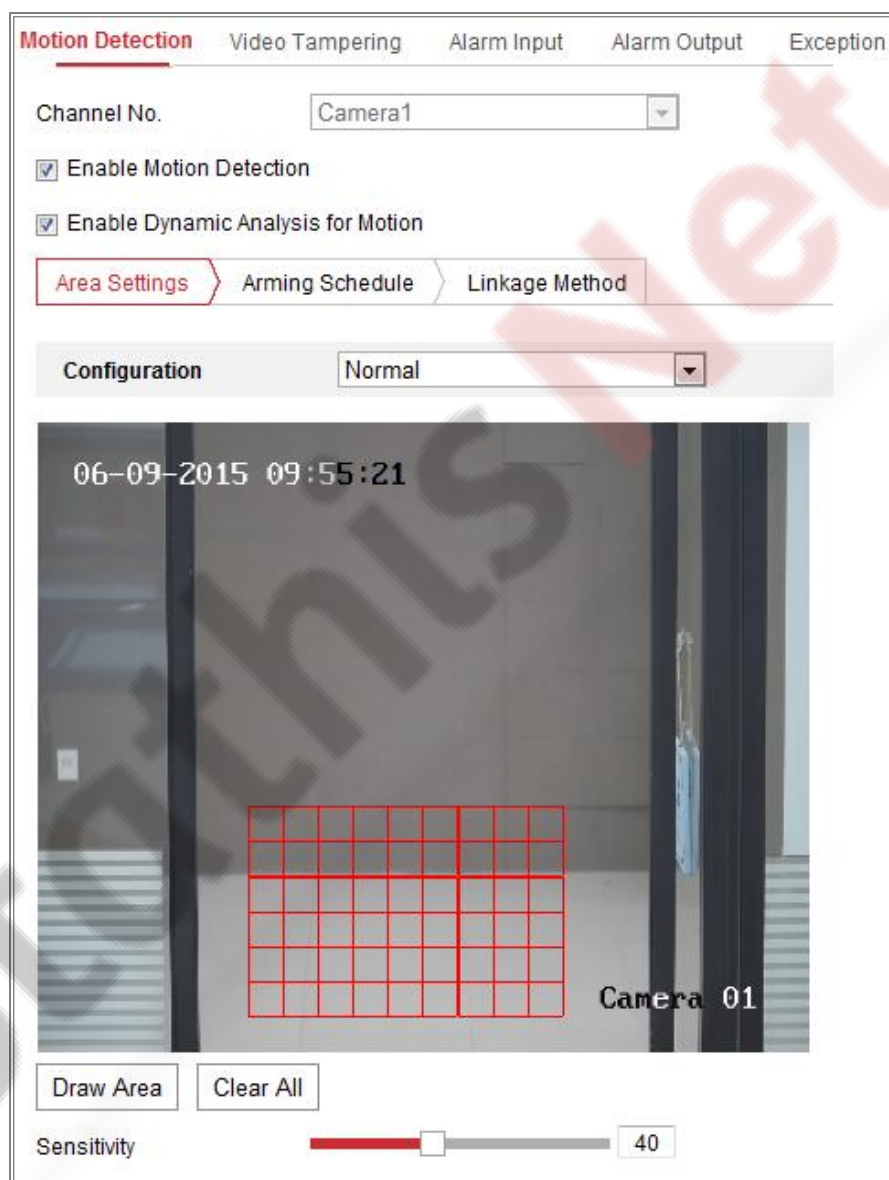 Motion Detection Video Tampering Alarm Input Alarm Output Exception
Channel No. Camera1
Enable Motion Detection
Enable Dynamic Analysis for Motion
Area Settings Arming Schedule Linkage Method
Configuration Normal
06-09-2015 09:55:21
Camera 01
Draw Area Clear All
Sensitivity 40
StathisNet